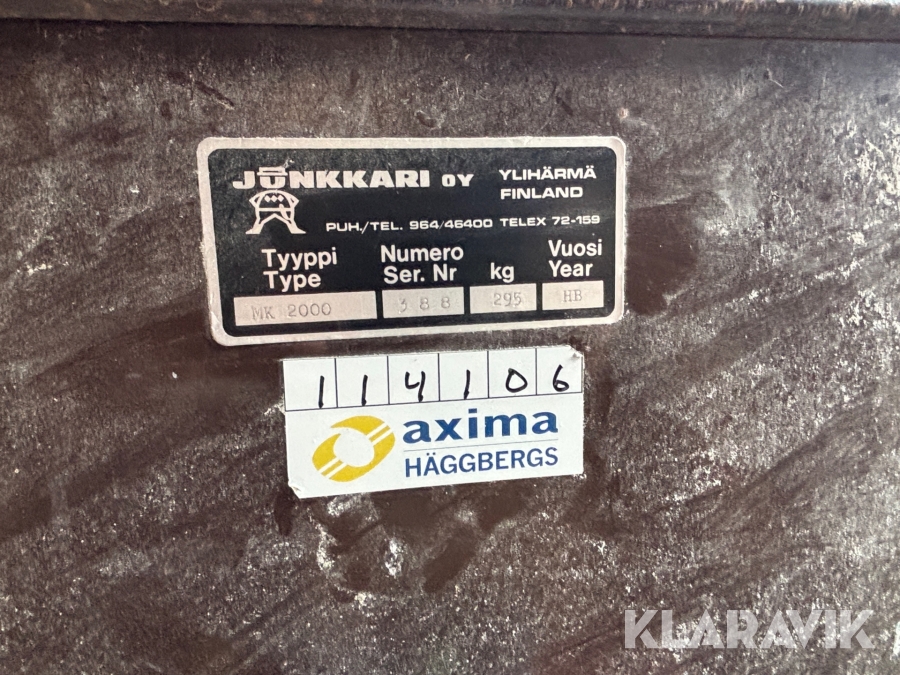 JUNKKARI OY YLIHÄRMÄ
FINLAND
PUH./TEL. 964/46400 TELEX 72-159
Tyyppi Numero Vuosi
Type Ser. Nr kg Year
MK 2000 388 295 HB
114106
axima
HÄGGBERGS
KLARAVIK